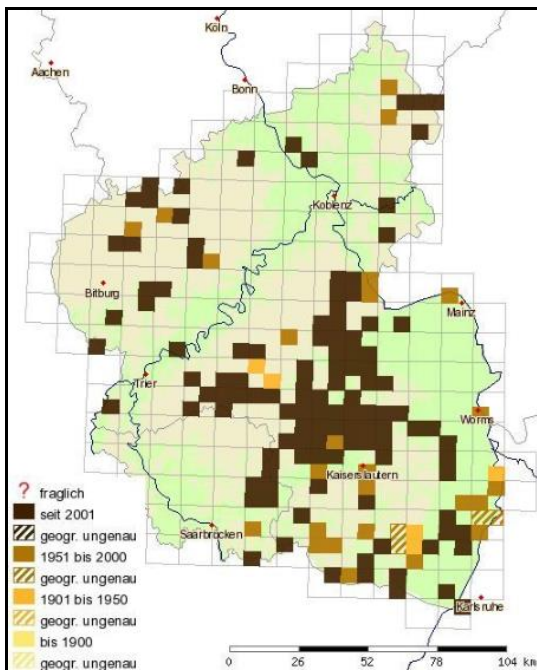 Köln
Aachen
Bonn
Koblenz
Bitburg
Mainz
Trier
Worms
Kaiserslautern
Saarbrücken
Karlsruhe
? fraglich
seit 2001
geogr. ungenau
1951 bis 2000
geogr. ungenau
1901 bis 1950
geogr. ungenau
bis 1900
geogr. ungenau
0 26 52 78 104 km